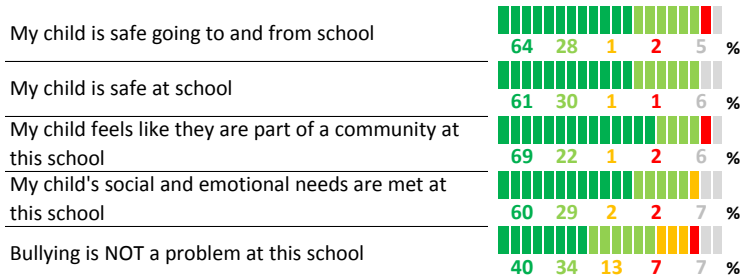 My child is safe going to and from school
64 28 1 2 5 %
My child is safe at school
61 30 1 1 6 %
My child feels like they are part of a community at
this school
69 22 1 2 6 %
My child's social and emotional needs are met at
this school
60 29 2 2 7 %
Bullying is NOT a problem at this school
40 34 13 7 7 %